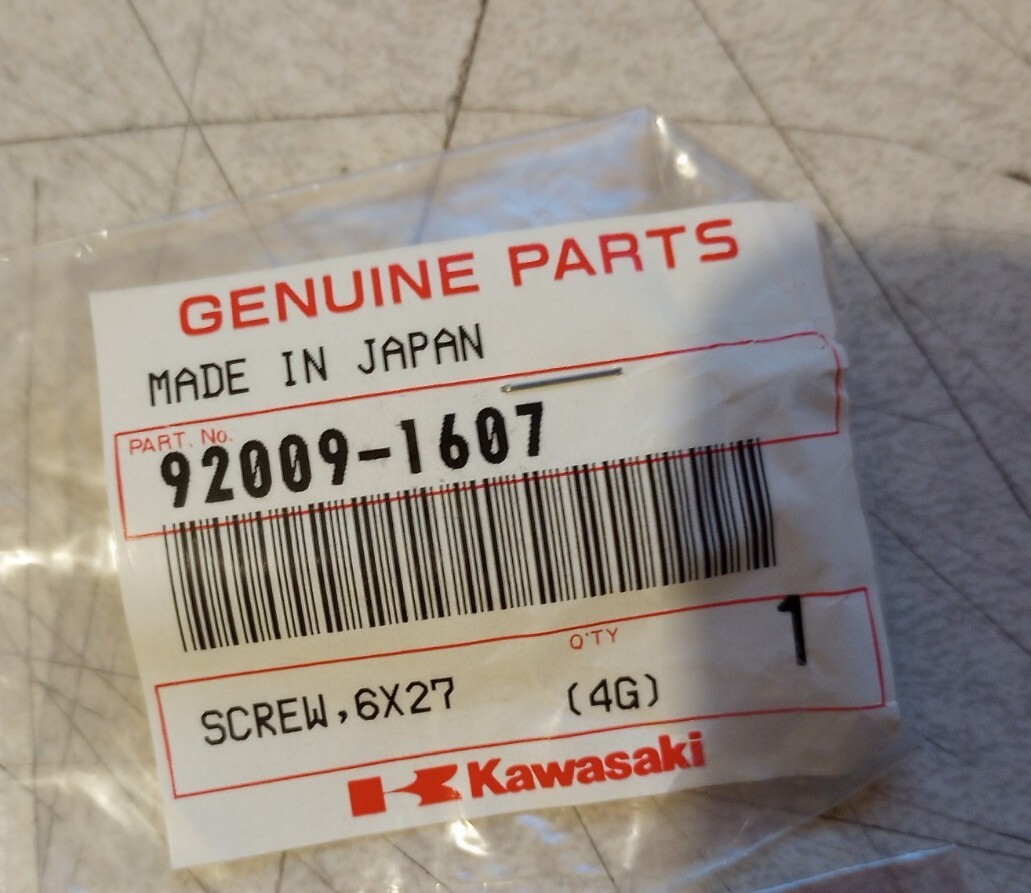 GENUINE PARTS
MADE IN JAPAN
PART. No.
92009-1607
Q'TY 1
SCREW,6X27 (4G)
Kawasaki